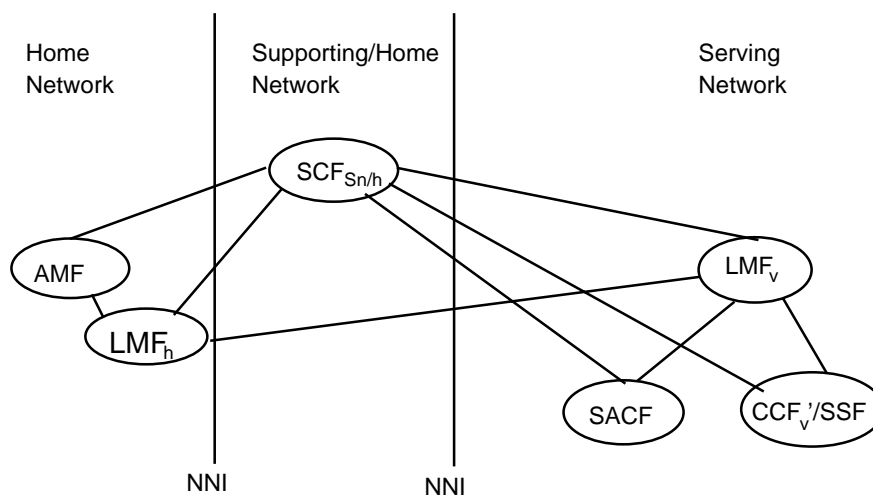 Home
Network
Supporting/Home
Network
Serving
Network
SCFSn/h
AMF
LMFv
LMFh
SACF
CCFv'/SSF
NNI
NNI